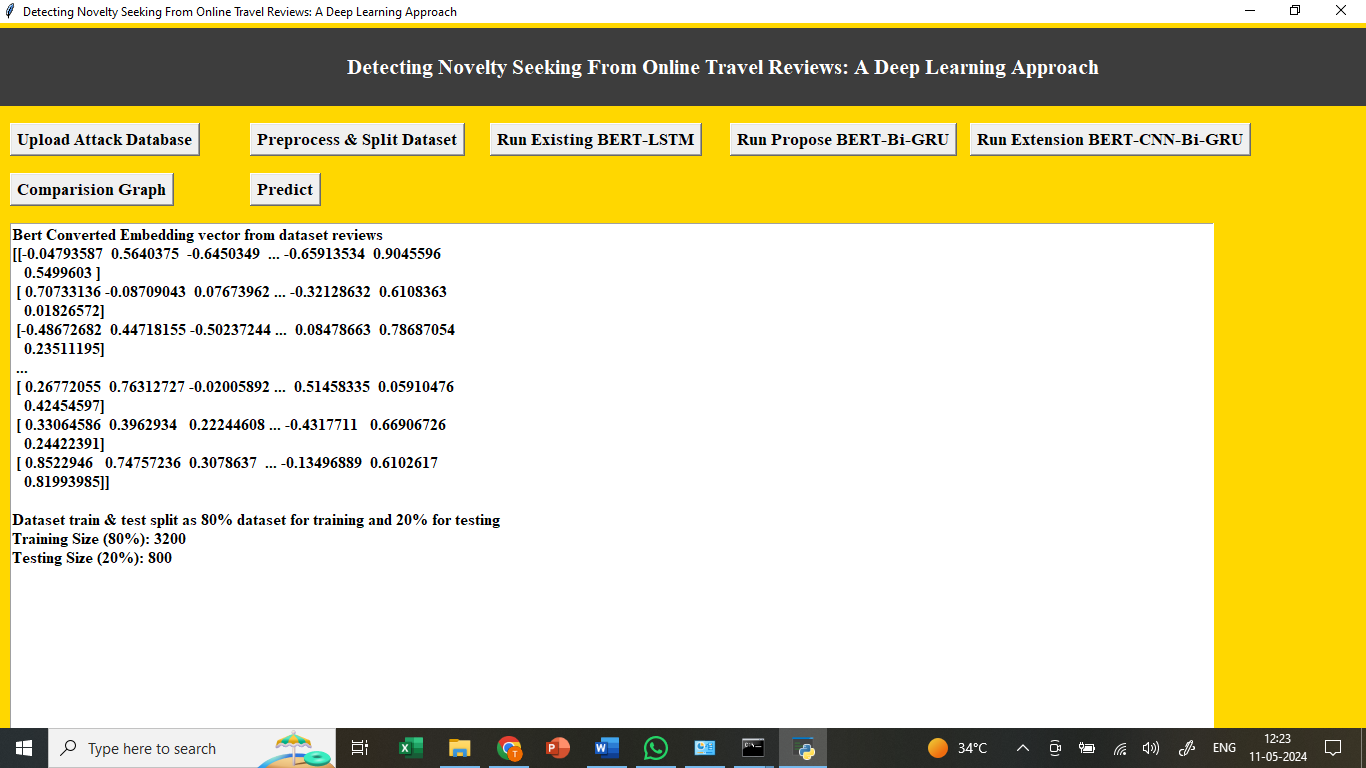 Detecting Novelty Seeking From Online Travel Reviews: A Deep Learning Approach
Detecting Novelty Seeking From Online Travel Reviews: A Deep Learning Approach
Upload Attack Database
Preprocess & Split Dataset
Run Existing BERT-LSTM
Run Propose BERT-Bi-GRU
Run Extension BERT-CNN-Bi-GRU
Comparision Graph
Predict
Bert Converted Embedding vector from dataset reviews
[[-0.04793587 0.5640375 -0.6450349 ... -0.65913534 0.9045596
0.5499603 ]
[ 0.70733136 -0.08709043 0.07673962 ... -0.32128632 0.6108363
0.01826572]
[-0.48672682 0.44718155 -0.50237244 ... 0.08478663 0.78687054
0.23511195]
...
[ 0.26772055 0.76312727 -0.02005892 ... 0.51458335 0.05910476
0.42454597]
[ 0.33064586 0.3962934 0.22244608 ... -0.4317711 0.66906726
0.24422391]
[ 0.8522946 0.74757236 0.3078637 ... -0.13496889 0.6102617
0.81993985]]
Dataset train & test split as 80% dataset for training and 20% for testing
Training Size (80%): 3200
Testing Size (20%): 800
Type here to search
34°C
ENG
12:23
11-05-2024